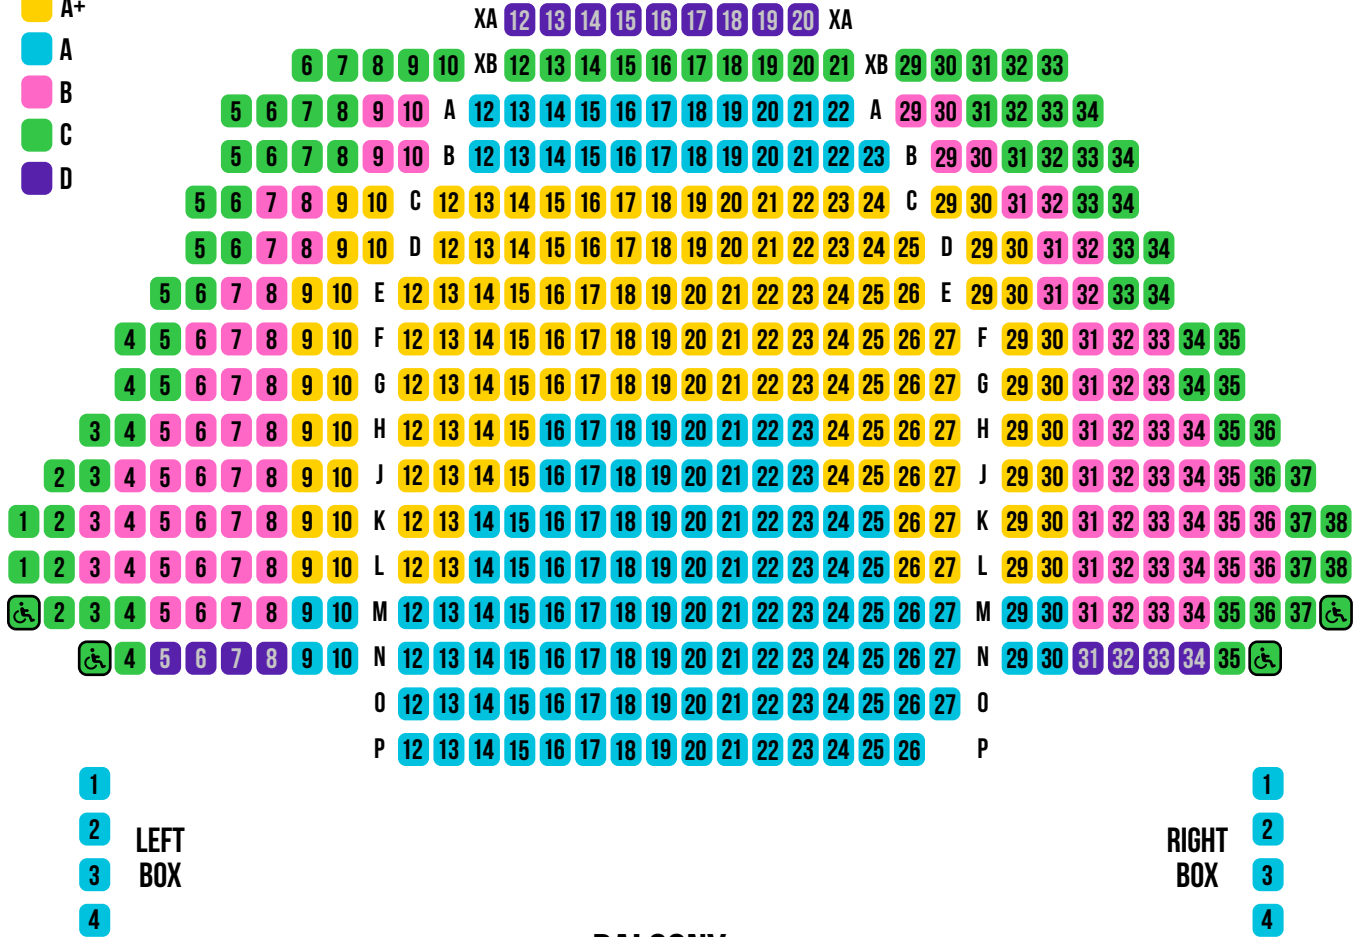 A+
A
B
C
D
XA 12 13 14 15 16 17 18 19 20 XA
6 7 8 9 10 XB 12 13 14 15 16 17 18 19 20 21 XB 29 30 31 32 33
5 6 7 8 9 10 A 12 13 14 15 16 17 18 19 20 21 22 A 29 30 31 32 33 34
5 6 7 8 9 10 B 12 13 14 15 16 17 18 19 20 21 22 23 B 29 30 31 32 33 34
5 6 7 8 9 10 C 12 13 14 15 16 17 18 19 20 21 22 23 24 C 29 30 31 32 33 34
5 6 7 8 9 10 D 12 13 14 15 16 17 18 19 20 21 22 23 24 25 D 29 30 31 32 33 34
5 6 7 8 9 10 E 12 13 14 15 16 17 18 19 20 21 22 23 24 25 26 E 29 30 31 32 33 34
4 5 6 7 8 9 10 F 12 13 14 15 16 17 18 19 20 21 22 23 24 25 26 27 F 29 30 31 32 33 34 35
4 5 6 7 8 9 10 G 12 13 14 15 16 17 18 19 20 21 22 23 24 25 26 27 G 29 30 31 32 33 34 35
3 4 5 6 7 8 9 10 H 12 13 14 15 16 17 18 19 20 21 22 23 24 25 26 27 H 29 30 31 32 33 34 35 36
2 3 4 5 6 7 8 9 10 J 12 13 14 15 16 17 18 19 20 21 22 23 24 25 26 27 J 29 30 31 32 33 34 35 36 37
1 2 3 4 5 6 7 8 9 10 K 12 13 14 15 16 17 18 19 20 21 22 23 24 25 26 27 K 29 30 31 32 33 34 35 36 37 38
1 2 3 4 5 6 7 8 9 10 L 12 13 14 15 16 17 18 19 20 21 22 23 24 25 26 27 L 29 30 31 32 33 34 35 36 37 38
2 3 4 5 6 7 8 9 10 M 12 13 14 15 16 17 18 19 20 21 22 23 24 25 26 27 M 29 30 31 32 33 34 35 36 37
4 5 6 7 8 9 10 N 12 13 14 15 16 17 18 19 20 21 22 23 24 25 26 27 N 29 30 31 32 33 34 35
O 12 13 14 15 16 17 18 19 20 21 22 23 24 25 26 27 O
P 12 13 14 15 16 17 18 19 20 21 22 23 24 25 26 P
1
2
3
4
LEFT
BOX
RIGHT
BOX
1
2
3
4
BALCONY